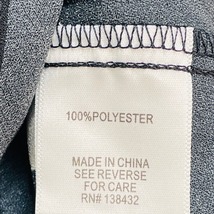 100%POLYESTER
MADE IN CHINA
SEE REVERSE
FOR CARE
RN# 138432